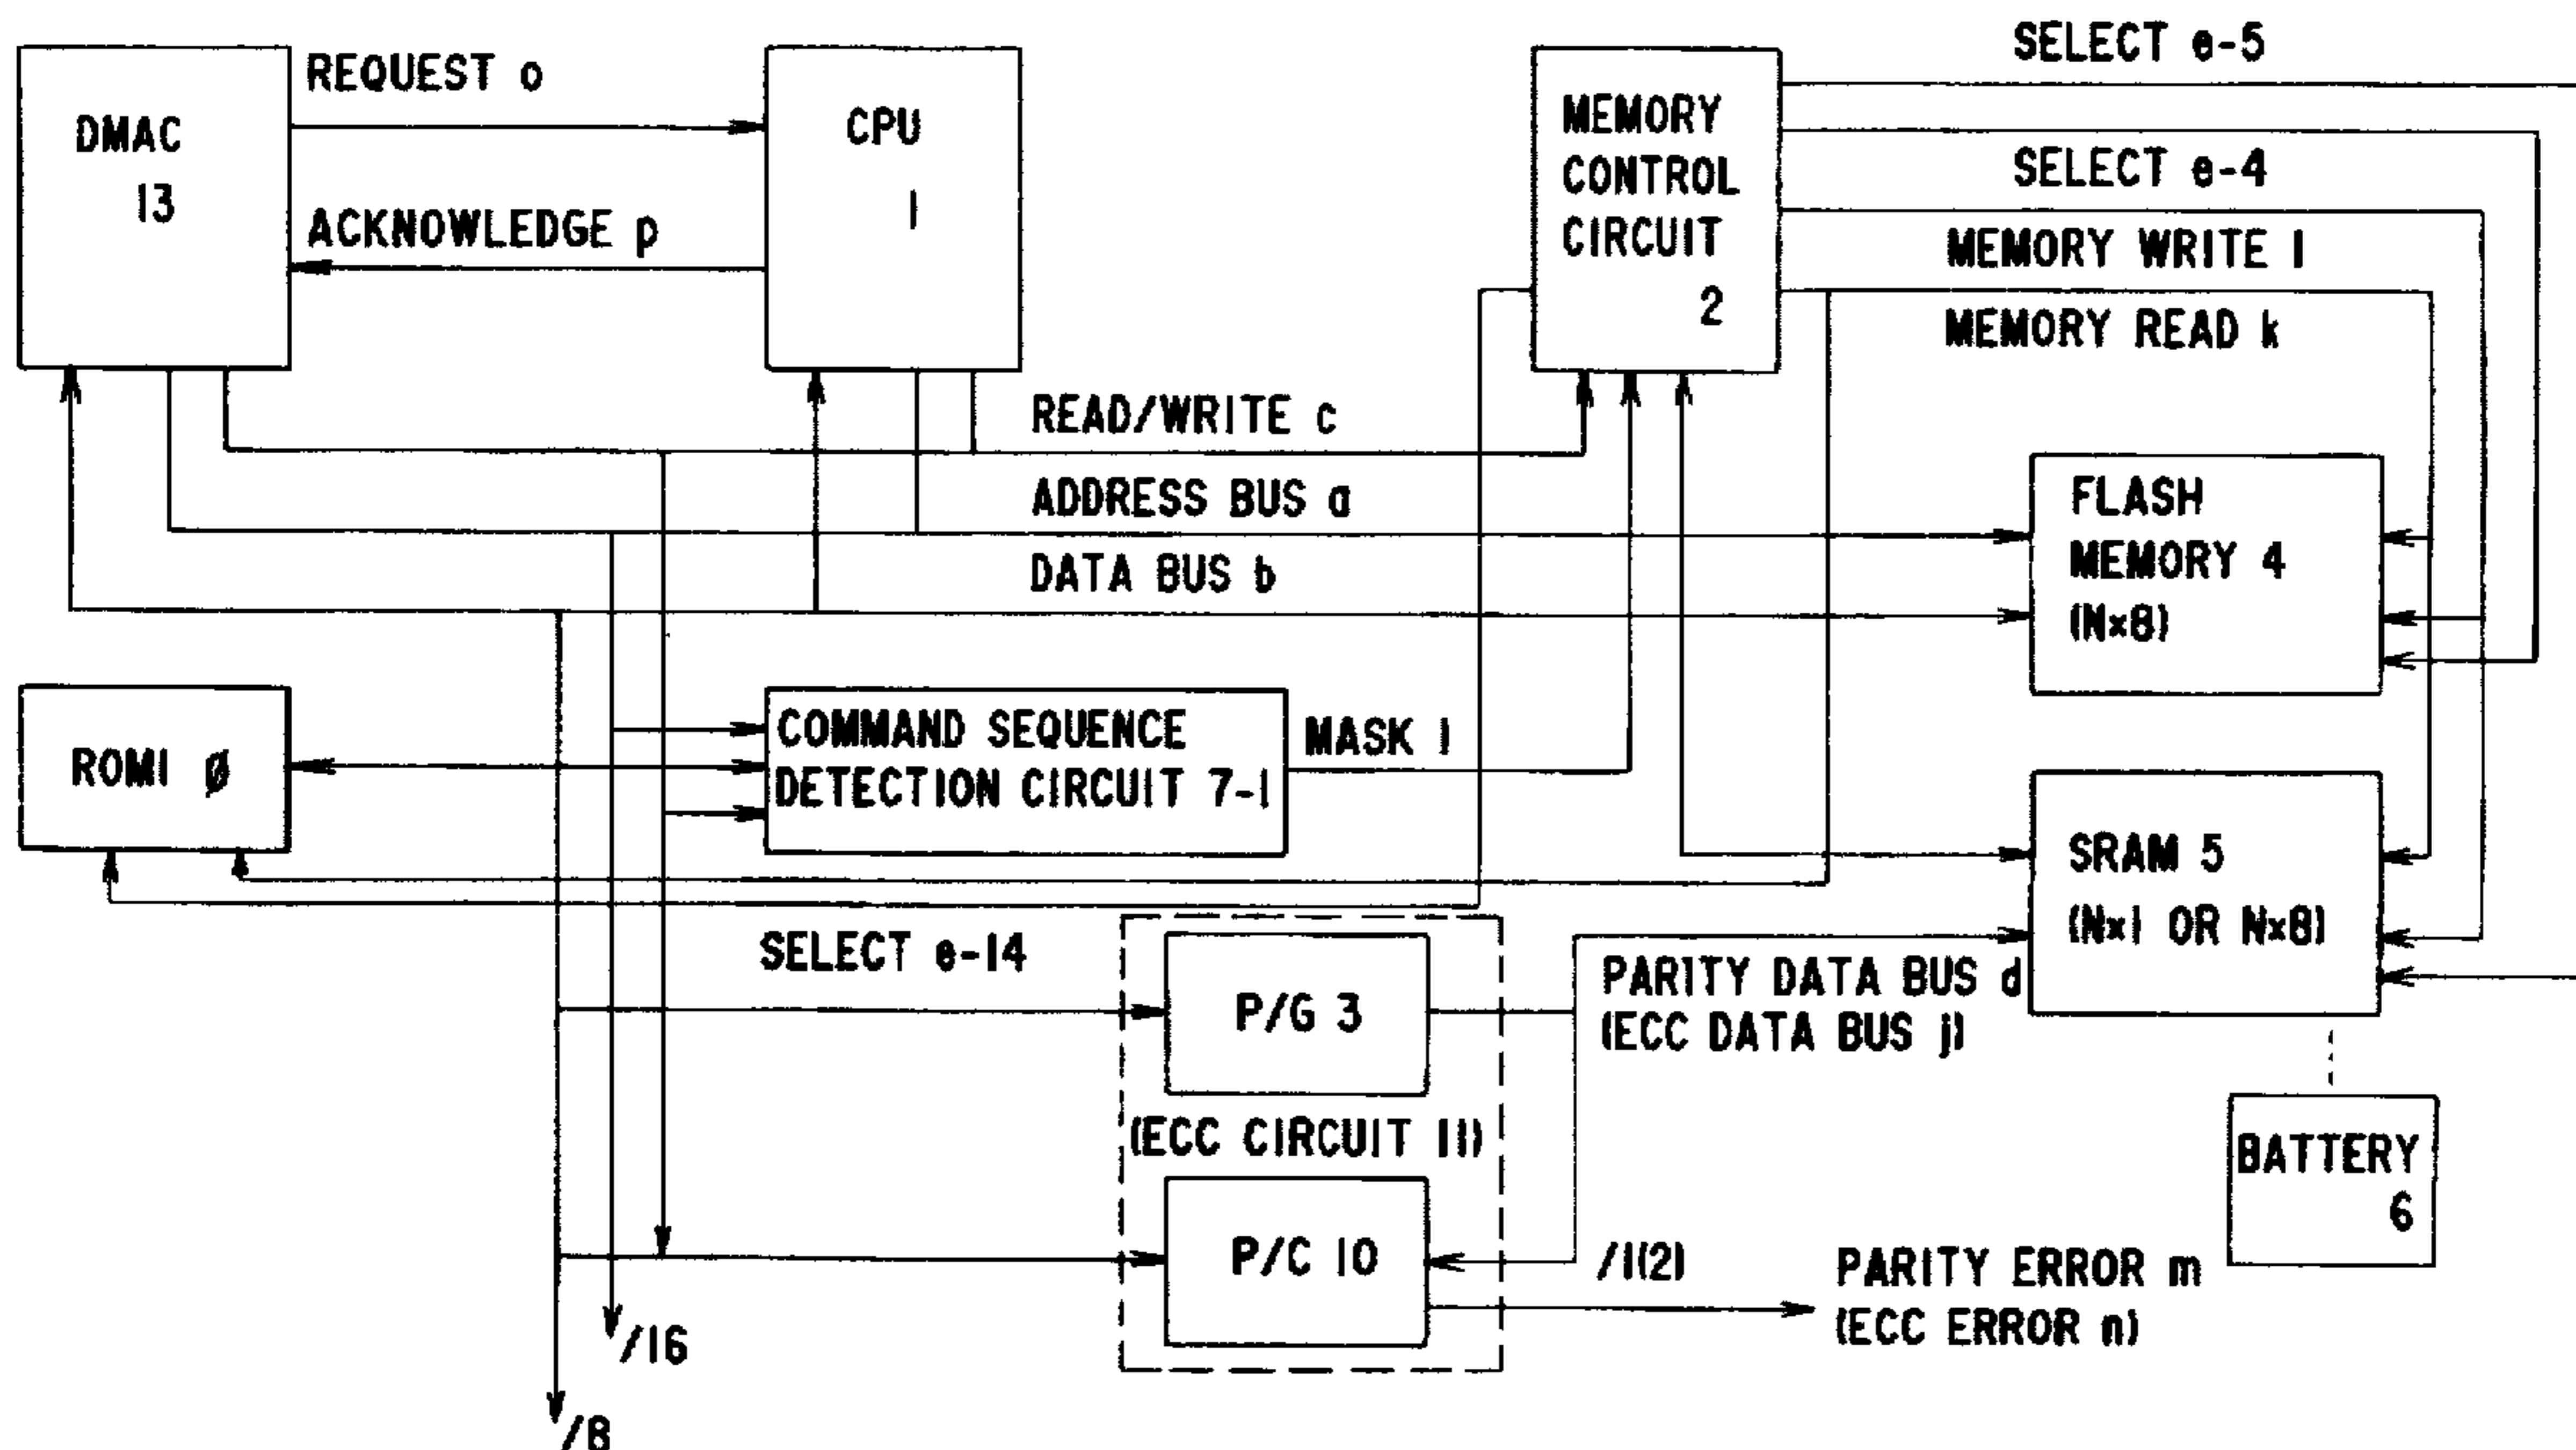 DMAC
13
REQUEST o
ACKNOWLEDGE p
CPU
1
MEMORY
CONTROL
CIRCUIT
2
SELECT e-5
SELECT e-4
MEMORY WRITE l
MEMORY READ k
READ/WRITE c
ADDRESS BUS a
DATA BUS b
FLASH
MEMORY 4
(N×8)
ROM1 ø
COMMAND SEQUENCE
DETECTION CIRCUIT 7-1
MASK 1
SRAM 5
(N×1 OR N×8)
SELECT e-14
P/G 3
PARITY DATA BUS d
(ECC DATA BUS j)
(ECC CIRCUIT 11)
BATTERY
6
P/C 10
/1(2)
PARITY ERROR m
(ECC ERROR n)
/16
/8